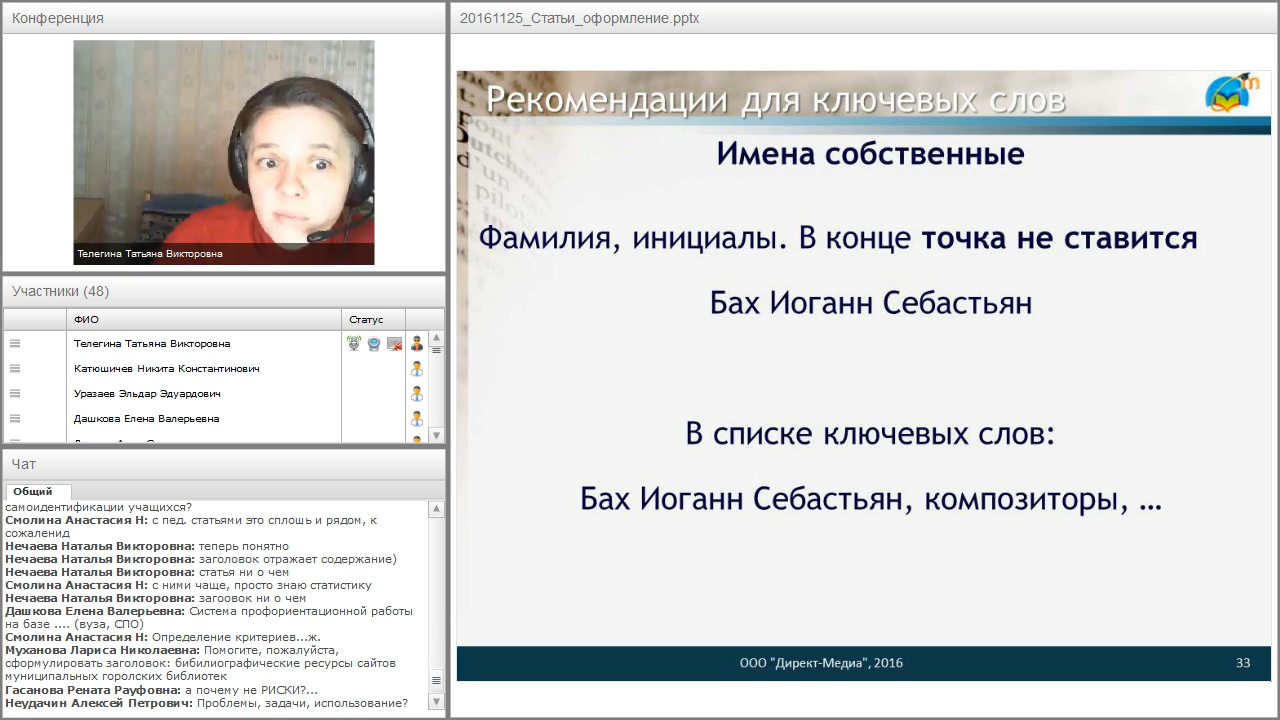 Конференция
Телегина Татьяна Викторовна
Участники (48)
ФИО
Статус
Телегина Татьяна Викторовна
Катюшичев Никита Константинович
Уразаев Эльдар Эдуардович
Дашкова Елена Валерьевна
Чат
Общий
самоидентификации учащихся?
Смолина Анастасия Н: с пед. статьями это сплошь и рядом, к
сожаленид
Нечаева Наталья Викторовна: теперь понятно
Нечаева Наталья Викторовна: заголовок отражает содержание)
Нечаева Наталья Викторовна: статья ни о чем
Смолина Анастасия Н: с ними чаще, просто знаю статистику
Нечаева Наталья Викторовна: загоовок ни о чем
Дашкова Елена Валерьевна: Система профориентационной работы
на базе .... (вуза, СПО)
Смолина Анастасия Н: Определение критериев...ж.
Муханова Лариса Николаевна: Помогите, пожалуйста,
сформулировать заголовок: бибилиографические ресурсы сайтов
муниципальных горолских библиотек
Гасанова Рената Рауфовна: а почему не РИСКИ?...
Неудачин Алексей Петрович: Проблемы, задачи, использование?
20161125_Статьи_оформление.pptx
Рекомендации для ключевых слов
Имена собственные
Фамилия, инициалы. В конце точка не ставится
Бах Иоганн Себастьян
В списке ключевых слов:
Бах Иоганн Себастьян, композиторы, ...
ООО "Директ-Медиа", 2016
33